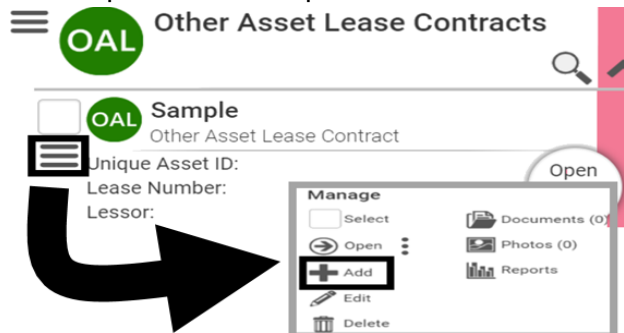 OAL Other Asset Lease Contracts
OAL Sample
Other Asset Lease Contract
Unique Asset ID:
Open
Lease Number:
Lessor:
Manage
Select
Documents (0)
Open
Photos (0)
Add
Reports
Edit
Delete